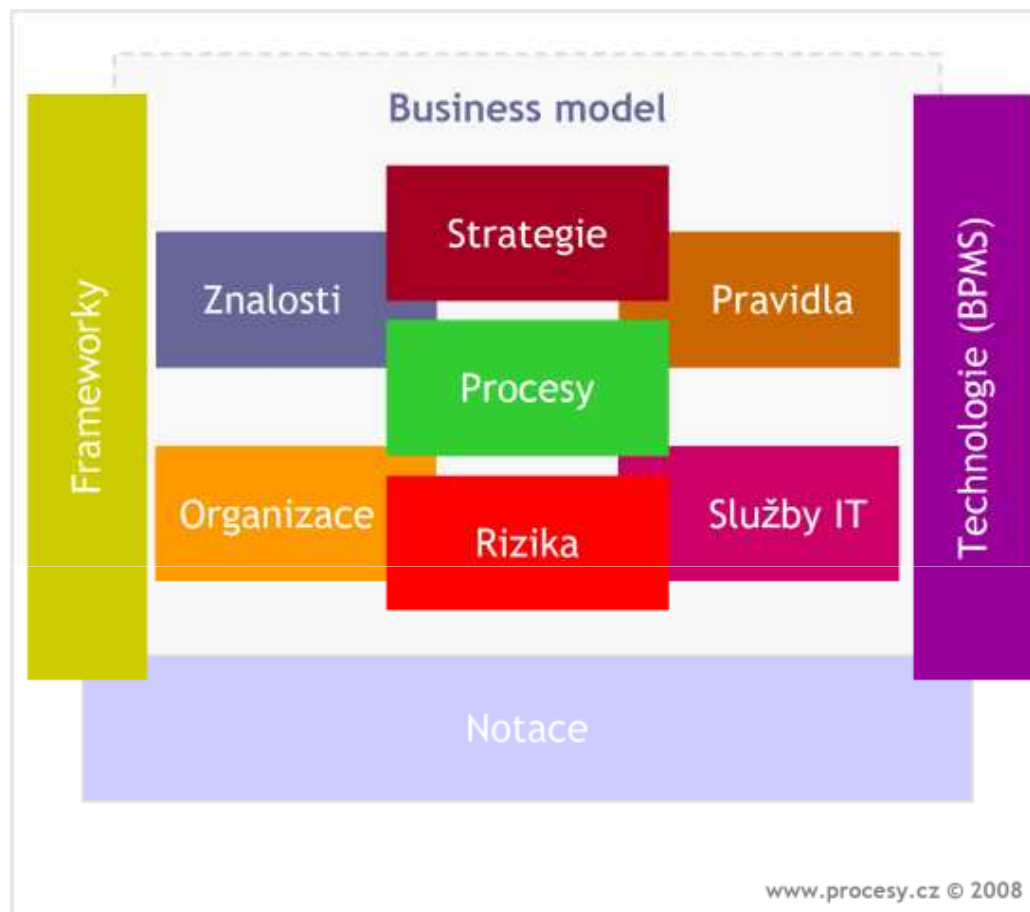 Business model
Strategie
Znalosti
Pravidla
Procesy
Organizace
Služby IT
Rizika
Frameworky
Technologie (BPMS)
Notace
www.procesy.cz © 2008